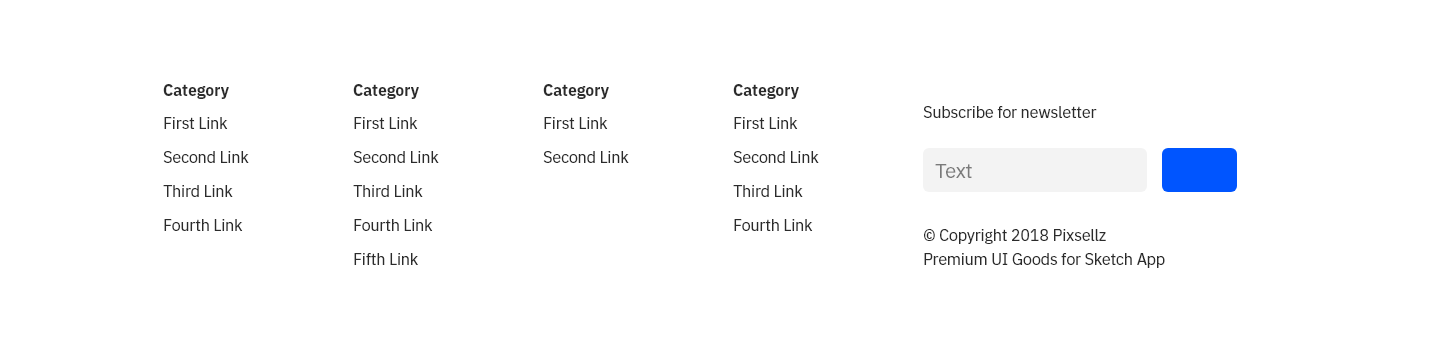 Category
First Link
Second Link
Third Link
Fourth Link
Category
First Link
Second Link
Third Link
Fourth Link
Fifth Link
Category
First Link
Second Link
Category
First Link
Second Link
Third Link
Fourth Link
Subscribe for newsletter
Text
© Copyright 2018 Pixsellz
Premium UI Goods for Sketch App